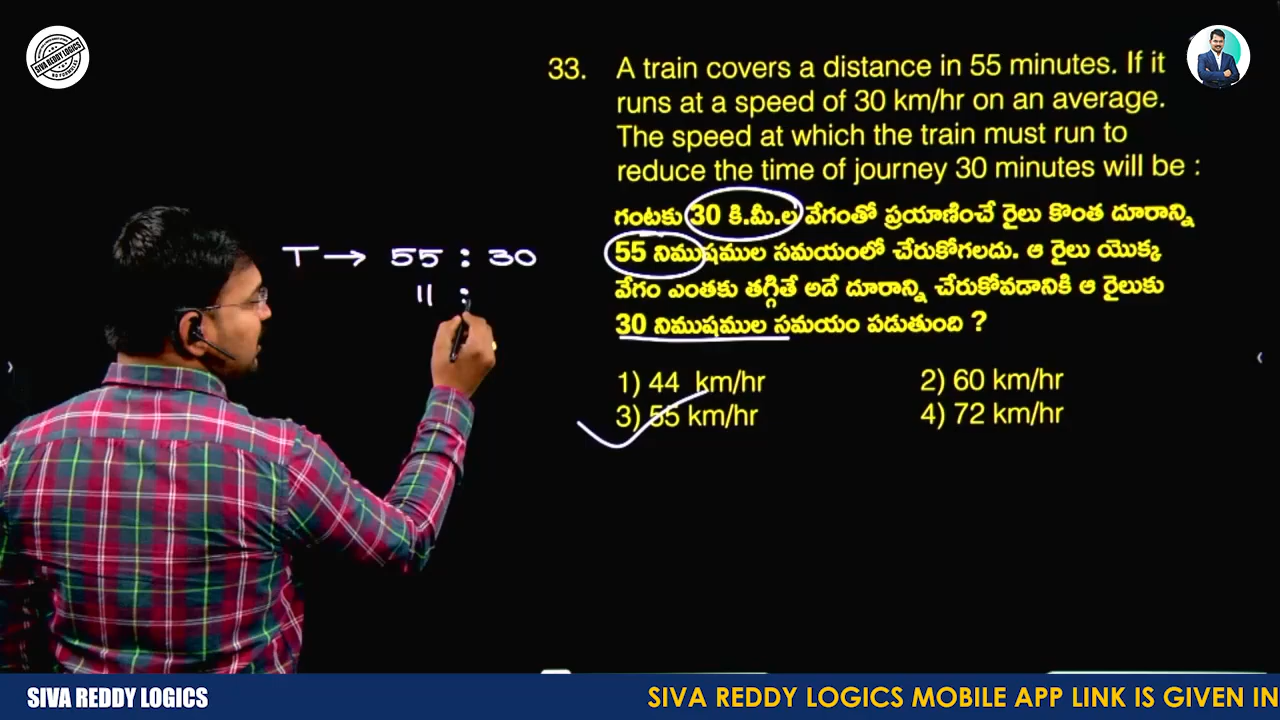 SIVA REDDY LOGICS
33. A train covers a distance in 55 minutes. If it
runs at a speed of 30 km/hr on an average.
The speed at which the train must run to
reduce the time of journey 30 minutes will be :
గంటకు 30 కి.మీ.ల వేగంతో ప్రయాణించే రైలు కొంత దూరాన్ని
55 నిముషముల సమయంలో చేరుకోగలదు. ఆ రైలు యొక్క
వేగం ఎంతకు తగ్గితే అదే దూరాన్ని చేరుకోవడానికి ఆ రైలుకు
30 నిముషముల సమయం పడుతుంది ?
1) 44 km/hr 2) 60 km/hr
3) 55 km/hr 4) 72 km/hr
T → 55 : 30
11 :
SIVA REDDY LOGICS
SIVA REDDY LOGICS MOBILE APP LINK IS GIVEN IN